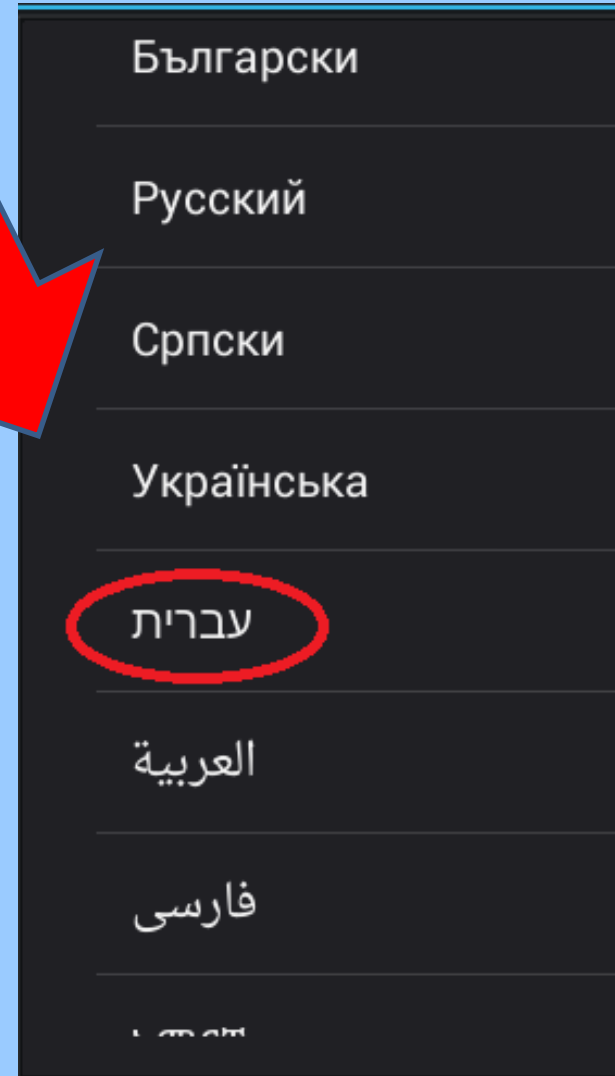 Български
Русский
Српски
Українська
עברית
العربية
فارسی